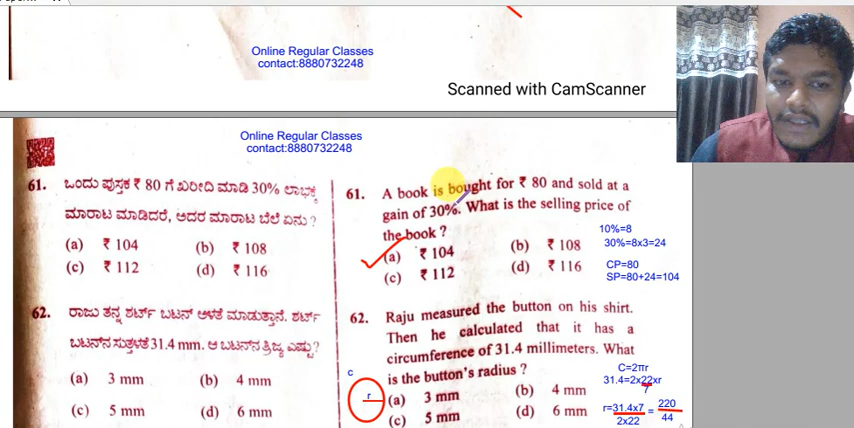 Online Regular Classes
contact:8880732248
Scanned with CamScanner
Online Regular Classes
contact:8880732248
61. ಒಂದು ಪುಸ್ತಕ ₹ 80 ಗೆ ಖರೀದಿ ಮಾಡಿ 30% ಲಾಭಕ್ಕೆ
ಮಾರಾಟ ಮಾಡಿದರೆ, ಅದರ ಮಾರಾಟ ಬೆಲೆ ಏನು ?
(a) ₹ 104 (b) ₹ 108
(c) ₹ 112 (d) ₹ 116
62. ರಾಜು ತನ್ನ ಶರ್ಟ್ ಬಟನ್ ಅಳತೆ ಮಾಡುತ್ತಾನೆ. ಶರ್ಟ್
ಬಟನ್‌ನ ಸುತ್ತಳತೆ 31.4 mm. ಆ ಬಟನ್‌ನ ತ್ರಿಜ್ಯ ಎಷ್ಟು?
(a) 3 mm (b) 4 mm
(c) 5 mm (d) 6 mm
61. A book is bought for ₹ 80 and sold at a
gain of 30%. What is the selling price of
the book ?
(a) ₹ 104 (b) ₹ 108
(c) ₹ 112 (d) ₹ 116
10%=8
30%=8x3=24
CP=80
SP=80+24=104
62. Raju measured the button on his shirt.
Then he calculated that it has a
circumference of 31.4 millimeters. What
is the button's radius ?
(a) 3 mm (b) 4 mm
(c) 5 mm (d) 6 mm
c
r
C=2πr
31.4=2x22xr
7
r=31.4x7 = 220
2x22 44